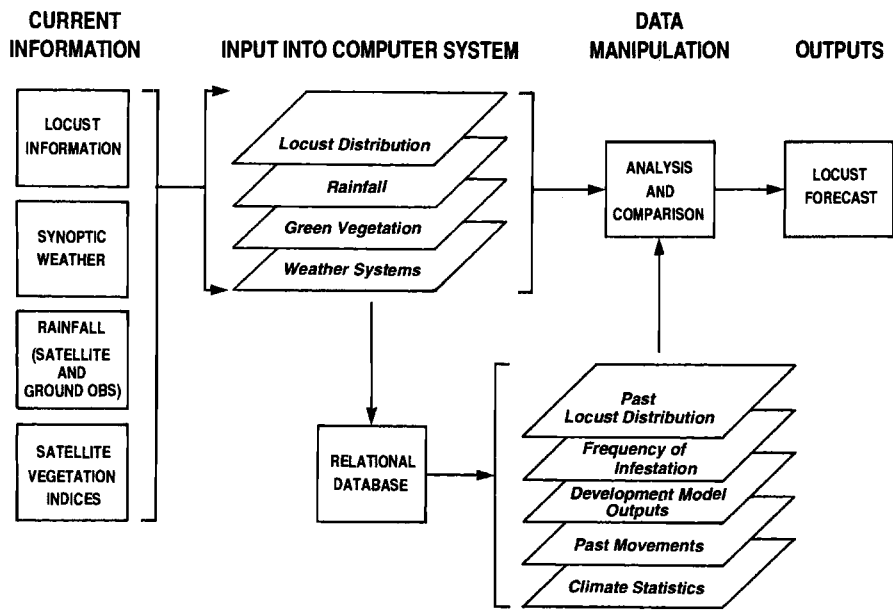 CURRENT
INFORMATION
INPUT INTO COMPUTER SYSTEM
DATA
MANIPULATION
OUTPUTS
LOCUST
INFORMATION
SYNOPTIC
WEATHER
RAINFALL
(SATELLITE
AND
GROUND OBS)
SATELLITE
VEGETATION
INDICES
Locust Distribution
Rainfall
Green Vegetation
Weather Systems
ANALYSIS
AND
COMPARISON
LOCUST
FORECAST
RELATIONAL
DATABASE
Past
Locust Distribution
Frequency of
Infestation
Development Model
Outputs
Past Movements
Climate Statistics